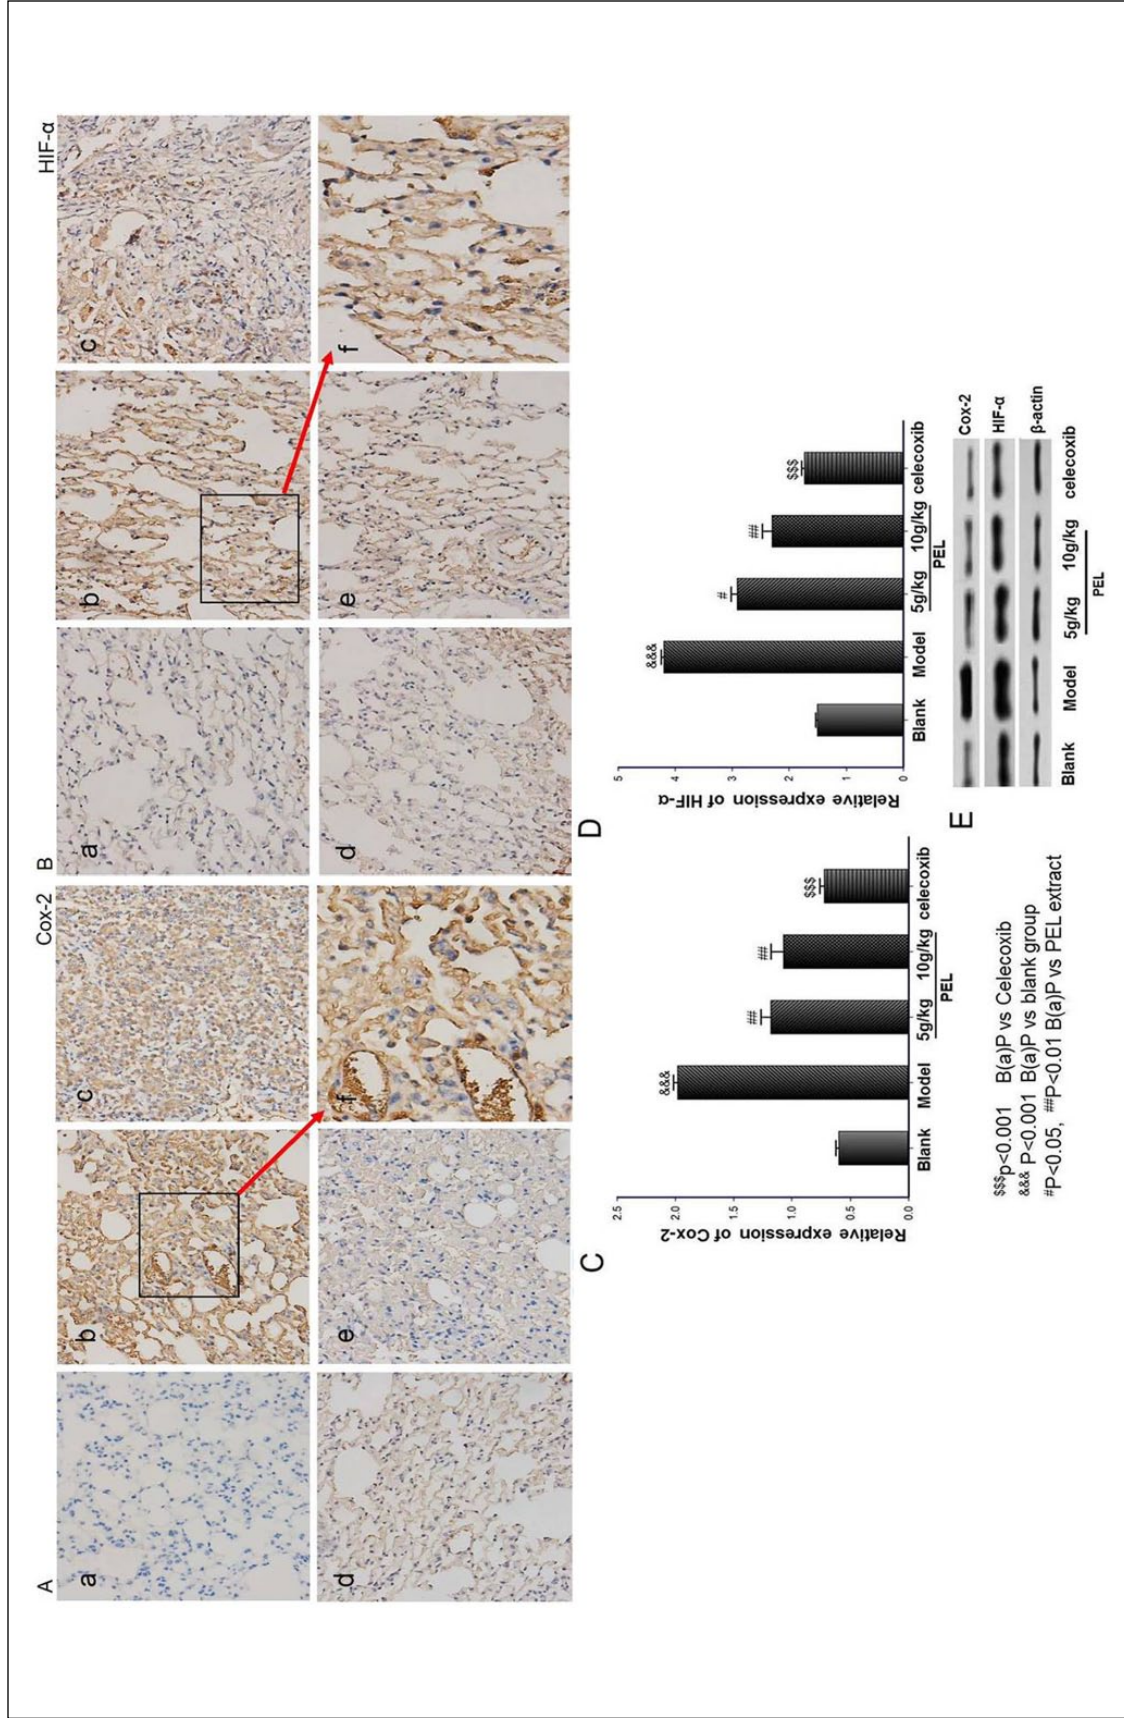 A
Cox-2
a
b
c
d
e
f
B
HIF-α
a
b
c
d
e
f
C
Relative expression of Cox-2
2.5
2.0
1.5
1.0
0.5
0.0
&&&
##
##
$$$
Blank
Model
5g/kg
10g/kg
celecoxib
PEL
D
Relative expression of HIF-α
5
4
3
2
1
0
&&&
#
##
$$$
Blank
Model
5g/kg
10g/kg
celecoxib
PEL
$$$p<0.001 B(a)P vs Celecoxib
&&& P<0.001 B(a)P vs blank group
#P<0.05, ##P<0.01 B(a)P vs PEL extract
E
Cox-2
HIF-α
β-actin
Blank
Model
5g/kg
10g/kg
celecoxib
PEL